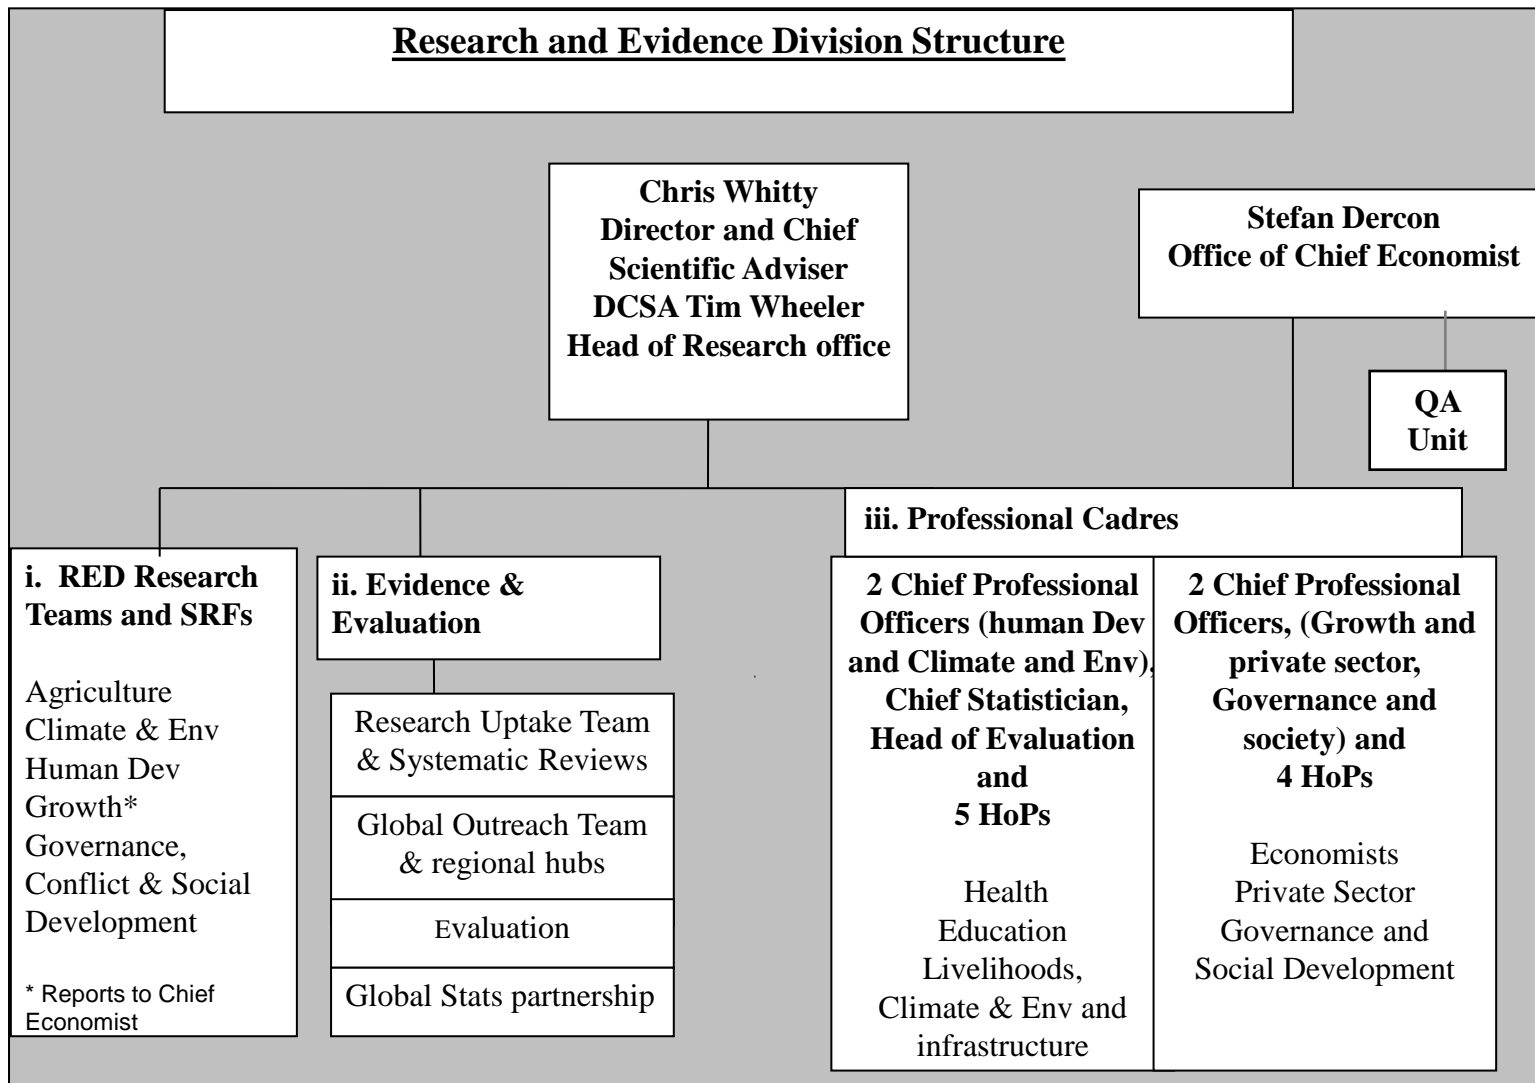 Research and Evidence Division Structure
Chris Whitty
Director and Chief
Scientific Adviser
DCSA Tim Wheeler
Head of Research office
Stefan Dercon
Office of Chief Economist
QA
Unit
i. RED Research
Teams and SRFs
Agriculture
Climate & Env
Human Dev
Growth*
Governance,
Conflict & Social
Development
* Reports to Chief
Economist
ii. Evidence &
Evaluation
Research Uptake Team
& Systematic Reviews
Global Outreach Team
& regional hubs
Evaluation
Global Stats partnership
iii. Professional Cadres
2 Chief Professional
Officers (human Dev
and Climate and Env),
Chief Statistician,
Head of Evaluation
and
5 HoPs
Health
Education
Livelihoods,
Climate & Env and
infrastructure
2 Chief Professional
Officers, (Growth and
private sector,
Governance and
society) and
4 HoPs
Economists
Private Sector
Governance and
Social Development